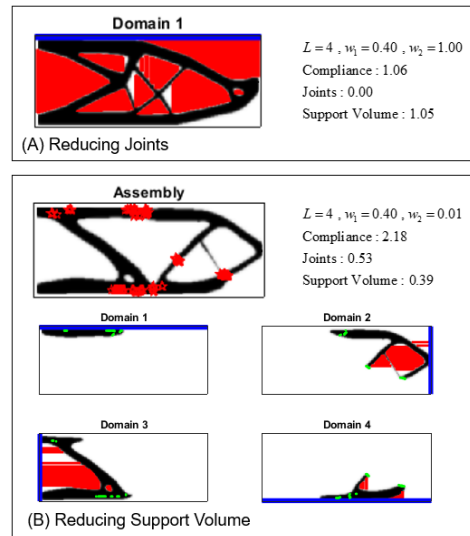 Domain 1
L = 4 , w₁ = 0.40 , w₂ = 1.00
Compliance : 1.06
Joints : 0.00
Support Volume : 1.05
(A) Reducing Joints
Assembly
L = 4 , w₁ = 0.40 , w₂ = 0.01
Compliance : 2.18
Joints : 0.53
Support Volume : 0.39
Domain 1
Domain 2
Domain 3
Domain 4
(B) Reducing Support Volume